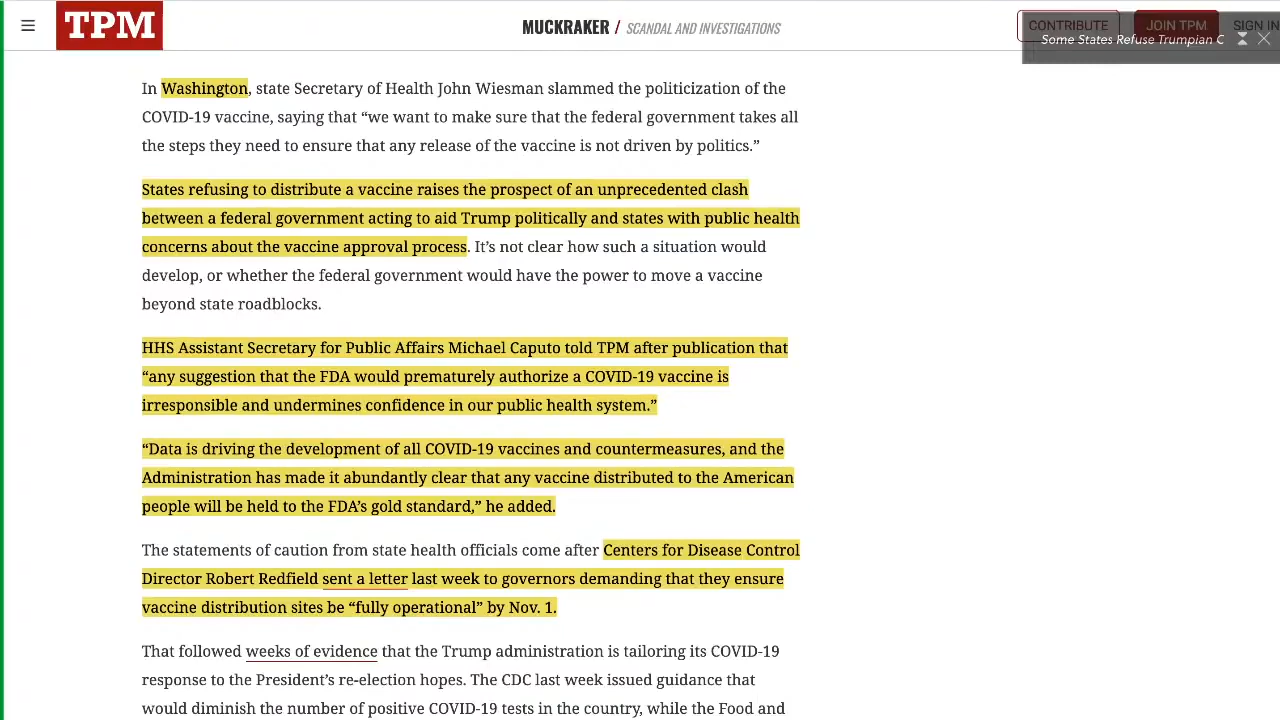 TPM
MUCKRAKER / SCANDAL AND INVESTIGATIONS
CONTRIBUTE
JOIN TPM
SIGN IN
Some States Refuse Trumpian C
In Washington, state Secretary of Health John Wiesman slammed the politicization of the
COVID-19 vaccine, saying that “we want to make sure that the federal government takes all
the steps they need to ensure that any release of the vaccine is not driven by politics.”
States refusing to distribute a vaccine raises the prospect of an unprecedented clash
between a federal government acting to aid Trump politically and states with public health
concerns about the vaccine approval process. It’s not clear how such a situation would
develop, or whether the federal government would have the power to move a vaccine
beyond state roadblocks.
HHS Assistant Secretary for Public Affairs Michael Caputo told TPM after publication that
“any suggestion that the FDA would prematurely authorize a COVID-19 vaccine is
irresponsible and undermines confidence in our public health system.”
“Data is driving the development of all COVID-19 vaccines and countermeasures, and the
Administration has made it abundantly clear that any vaccine distributed to the American
people will be held to the FDA’s gold standard,” he added.
The statements of caution from state health officials come after Centers for Disease Control
Director Robert Redfield sent a letter last week to governors demanding that they ensure
vaccine distribution sites be “fully operational” by Nov. 1.
That followed weeks of evidence that the Trump administration is tailoring its COVID-19
response to the President’s re-election hopes. The CDC last week issued guidance that
would diminish the number of positive COVID-19 tests in the country, while the Food and